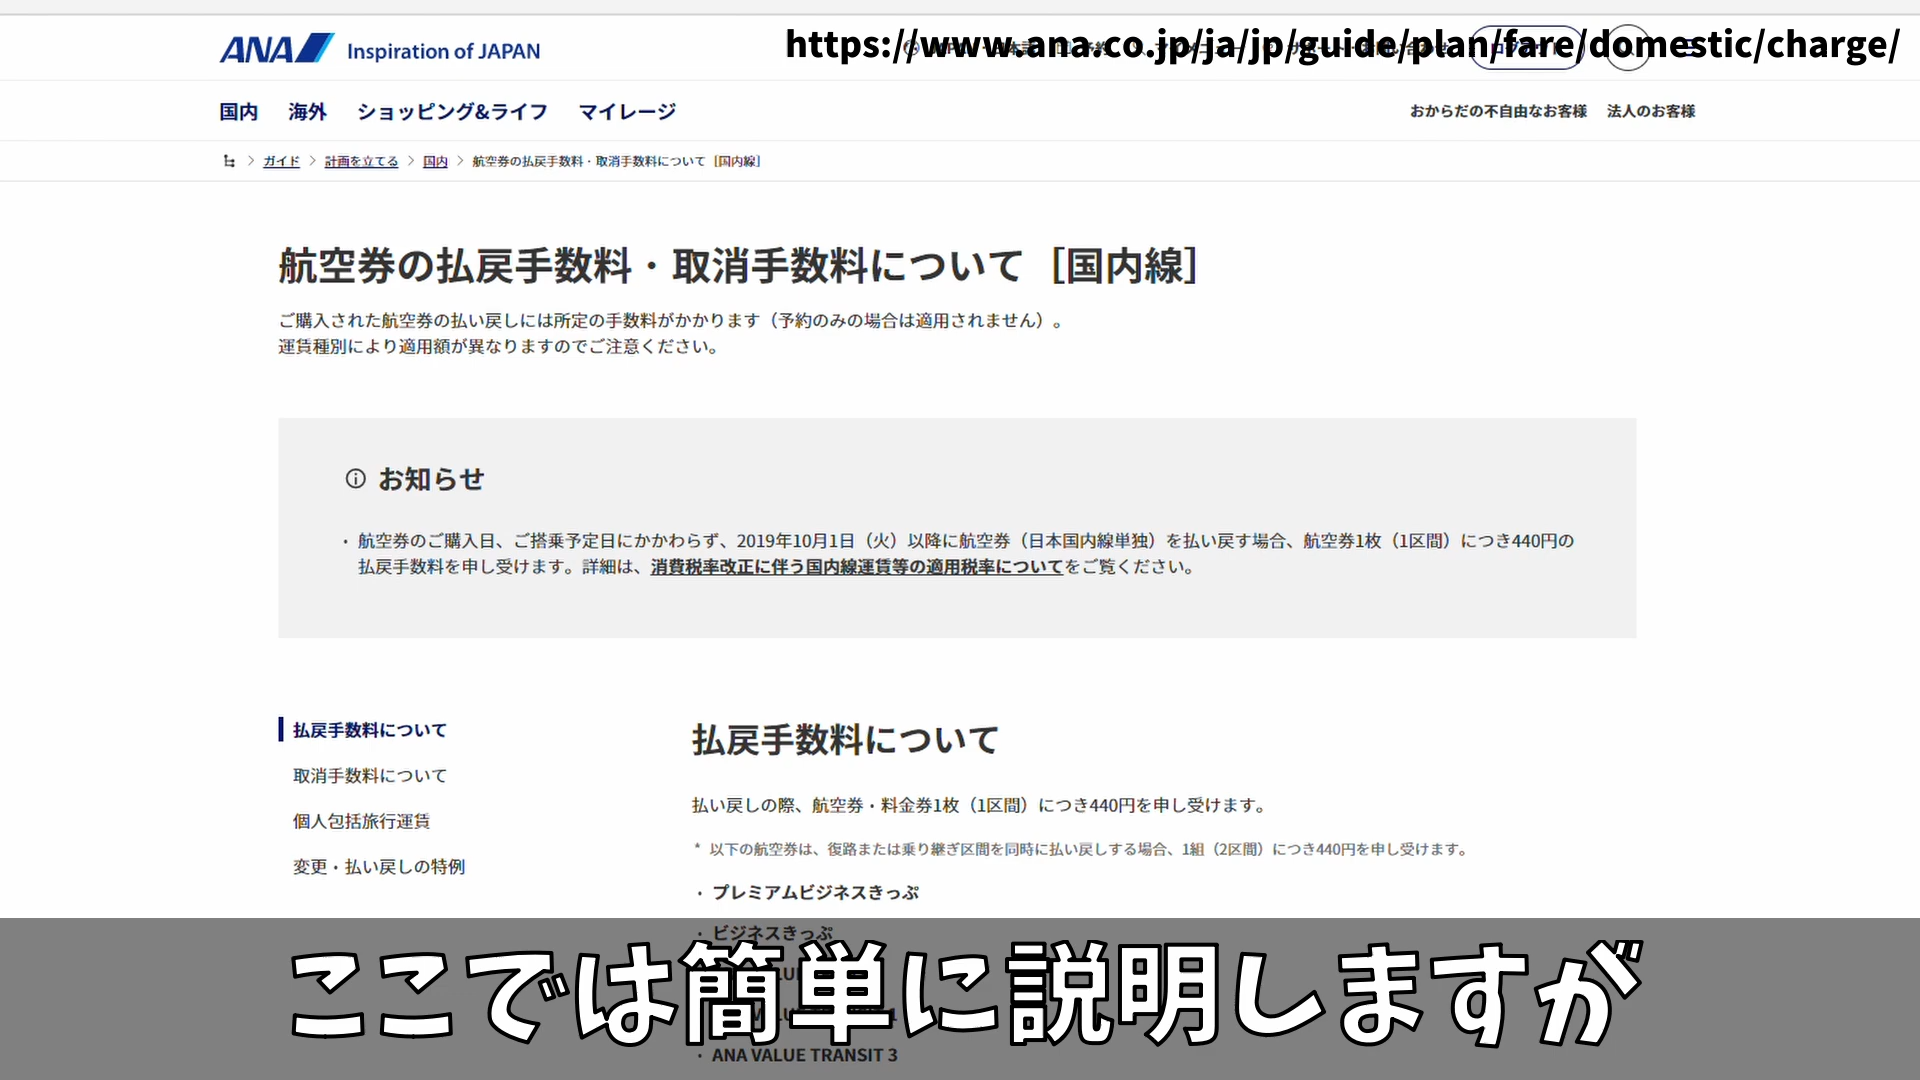 ANA Inspiration of JAPAN
https://www.ana.co.jp/ja/jp/guide/plan/fare/domestic/charge/
国内 海外 ショッピング&ライフ マイレージ
おからだの不自由なお客様 法人のお客様
ガイド 計画を立てる 国内 航空券の払戻手数料・取消手数料について［国内線］
航空券の払戻手数料・取消手数料について［国内線］
ご購入された航空券の払い戻しには所定の手数料がかかります（予約のみの場合は適用されません）。
運賃種別により適用額が異なりますのでご注意ください。
お知らせ
・航空券のご購入日、ご搭乗予定日にかかわらず、2019年10月1日（火）以降に航空券（日本国内線単独）を払い戻す場合、航空券1枚（1区間）につき440円の
払戻手数料を申し受けます。詳細は、消費税率改正に伴う国内線運賃等の適用税率についてをご覧ください。
払戻手数料について
取消手数料について
個人包括旅行運賃
変更・払い戻しの特例
払戻手数料について
払い戻しの際、航空券・料金券1枚（1区間）につき440円を申し受けます。
* 以下の航空券は、復路または乗り継ぎ区間を同時に払い戻しする場合、1組（2区間）につき440円を申し受けます。
・プレミアムビジネスきっぷ
・ビジネスきっぷ
・ANA VALUE TRANSIT 3
ここでは簡単に説明しますが